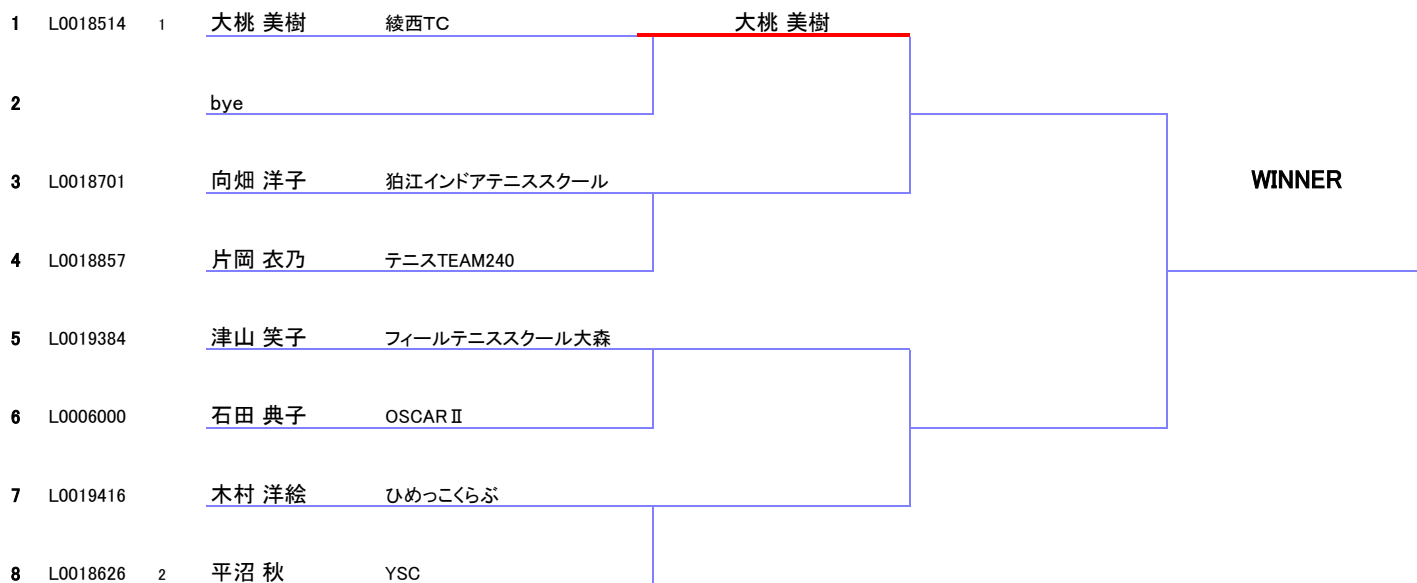 1 L0018514 1 大桃 美樹 綾西TC 大桃 美樹
2 bye
3 L0018701 向畑 洋子 狛江インドアテニススクール WINNER
4 L0018857 片岡 衣乃 テニスTEAM240
5 L0019384 津山 笑子 フィールテニススクール大森
6 L0006000 石田 典子 OSCARⅡ
7 L0019416 木村 洋絵 ひめっこくらぶ
8 L0018626 2 平沼 秋 YSC